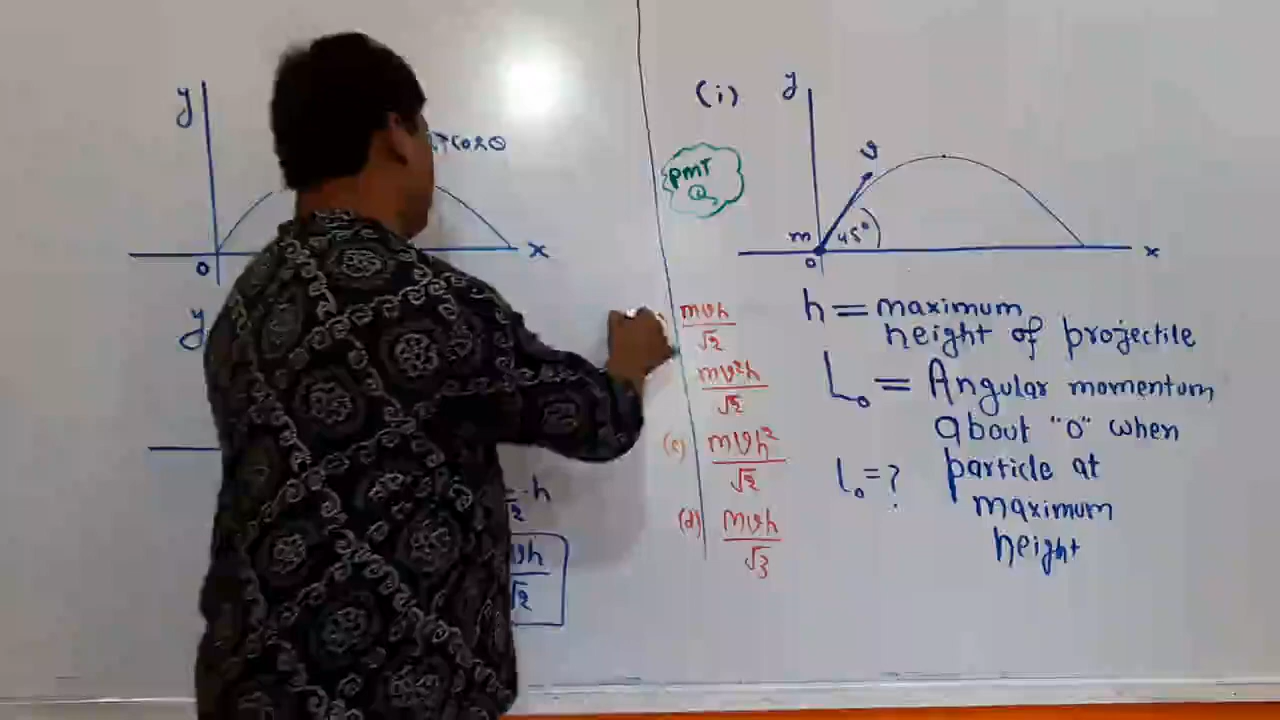 y
vcosθ
x
o
y
·h
vh
√2
(i)
y
PMT
Q
v
m
45°
o
x
mvh
√2
mv²h
√2
(c) mvh²
√2
(d) mvh
√3
h = maximum
height of projectile
L₀ = Angular momentum
about "o" when
particle at
maximum
height
L₀ = ?